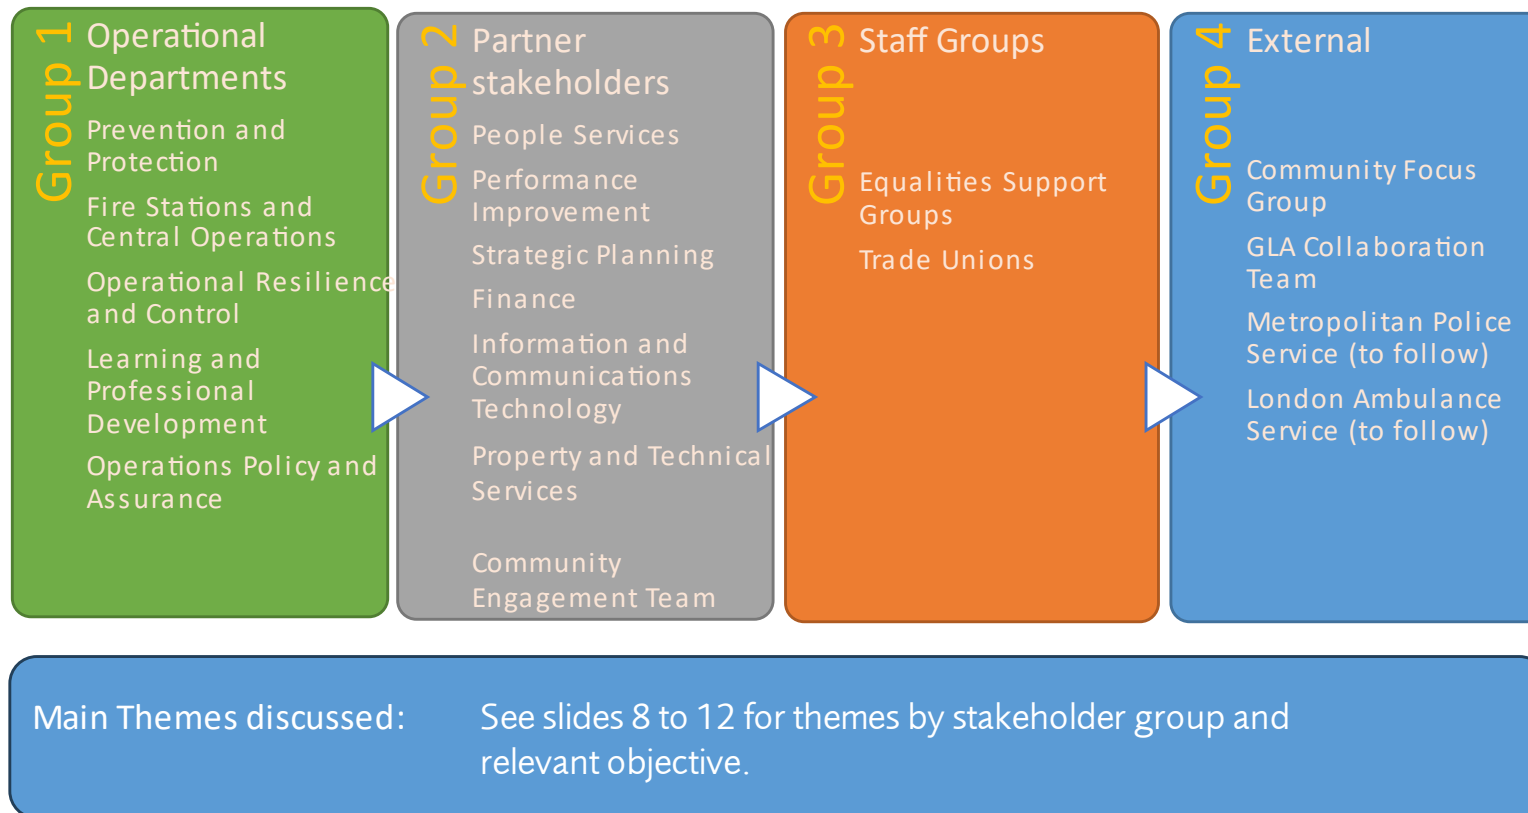 Group 1
Operational
Departments
Prevention and
Protection
Fire Stations and
Central Operations
Operational Resilience
and Control
Learning and
Professional
Development
Operations Policy and
Assurance
Group 2
Partner
stakeholders
People Services
Performance
Improvement
Strategic Planning
Finance
Information and
Communications
Technology
Property and Technical
Services
Community
Engagement Team
Group 3
Staff Groups
Equalities Support
Groups
Trade Unions
Group 4
External
Community Focus
Group
GLA Collaboration
Team
Metropolitan Police
Service (to follow)
London Ambulance
Service (to follow)
Main Themes discussed:
See slides 8 to 12 for themes by stakeholder group and
relevant objective.